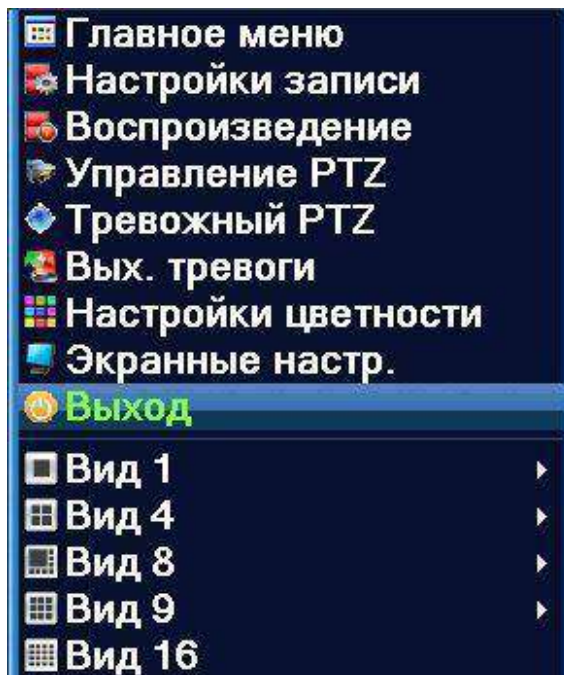 Главное меню
Настройки записи
Воспроизведение
Управление PTZ
Тревожный PTZ
Вых. тревоги
Настройки цветности
Экранные настр.
Выход
Вид 1
Вид 4
Вид 8
Вид 9
Вид 16